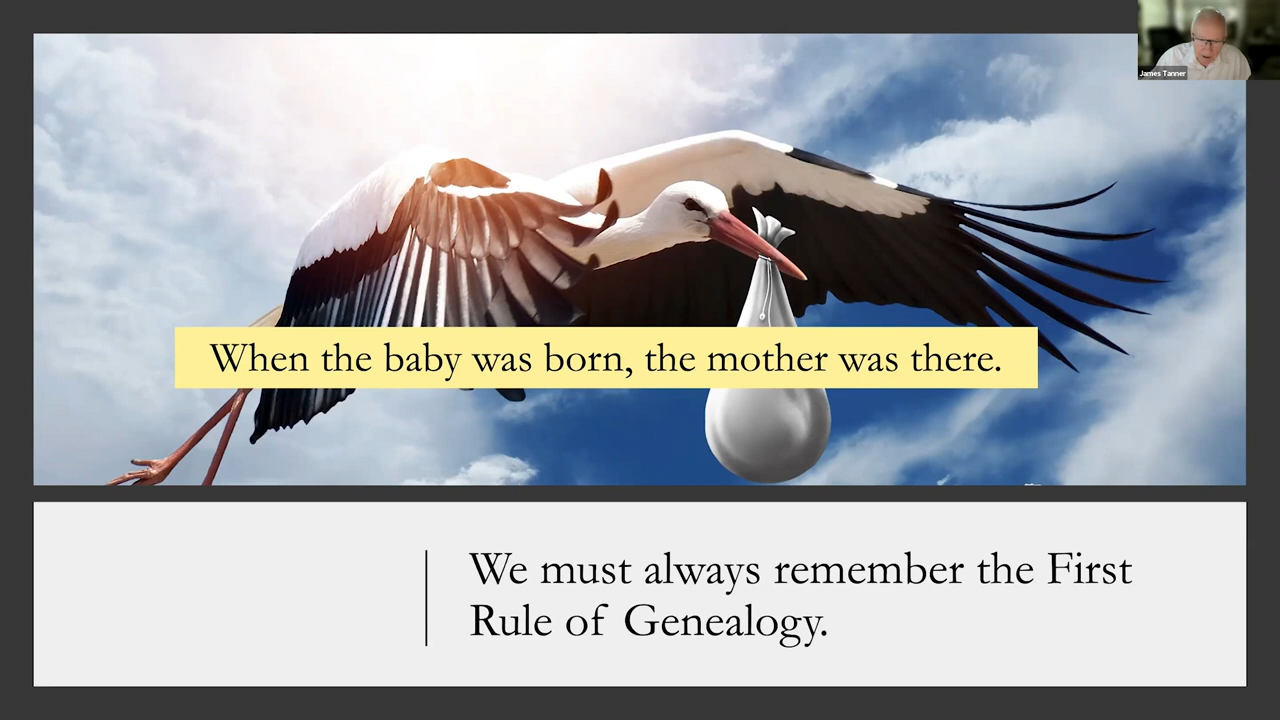 James Tanner
When the baby was born, the mother was there.
We must always remember the First
Rule of Genealogy.